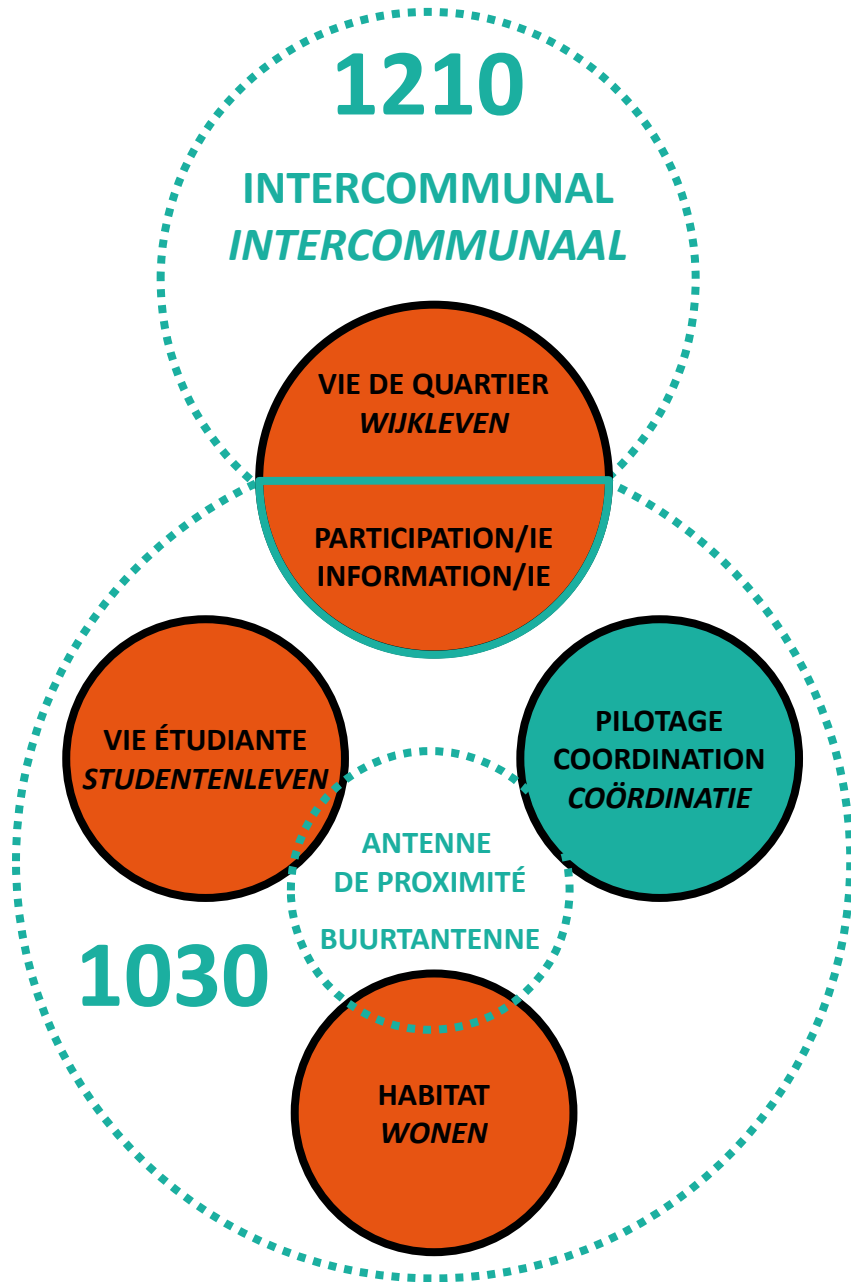 1210
INTERCOMMUNAL
INTERCOMMUNAAL
VIE DE QUARTIER
WIJKLEVEN
PARTICIPATION/IE
INFORMATION/IE
VIE ÉTUDIANTE
STUDENTENLEVEN
PILOTAGE
COORDINATION
COÖRDINATIE
ANTENNE
DE PROXIMITÉ
BUURTANTENNE
1030
HABITAT
WONEN